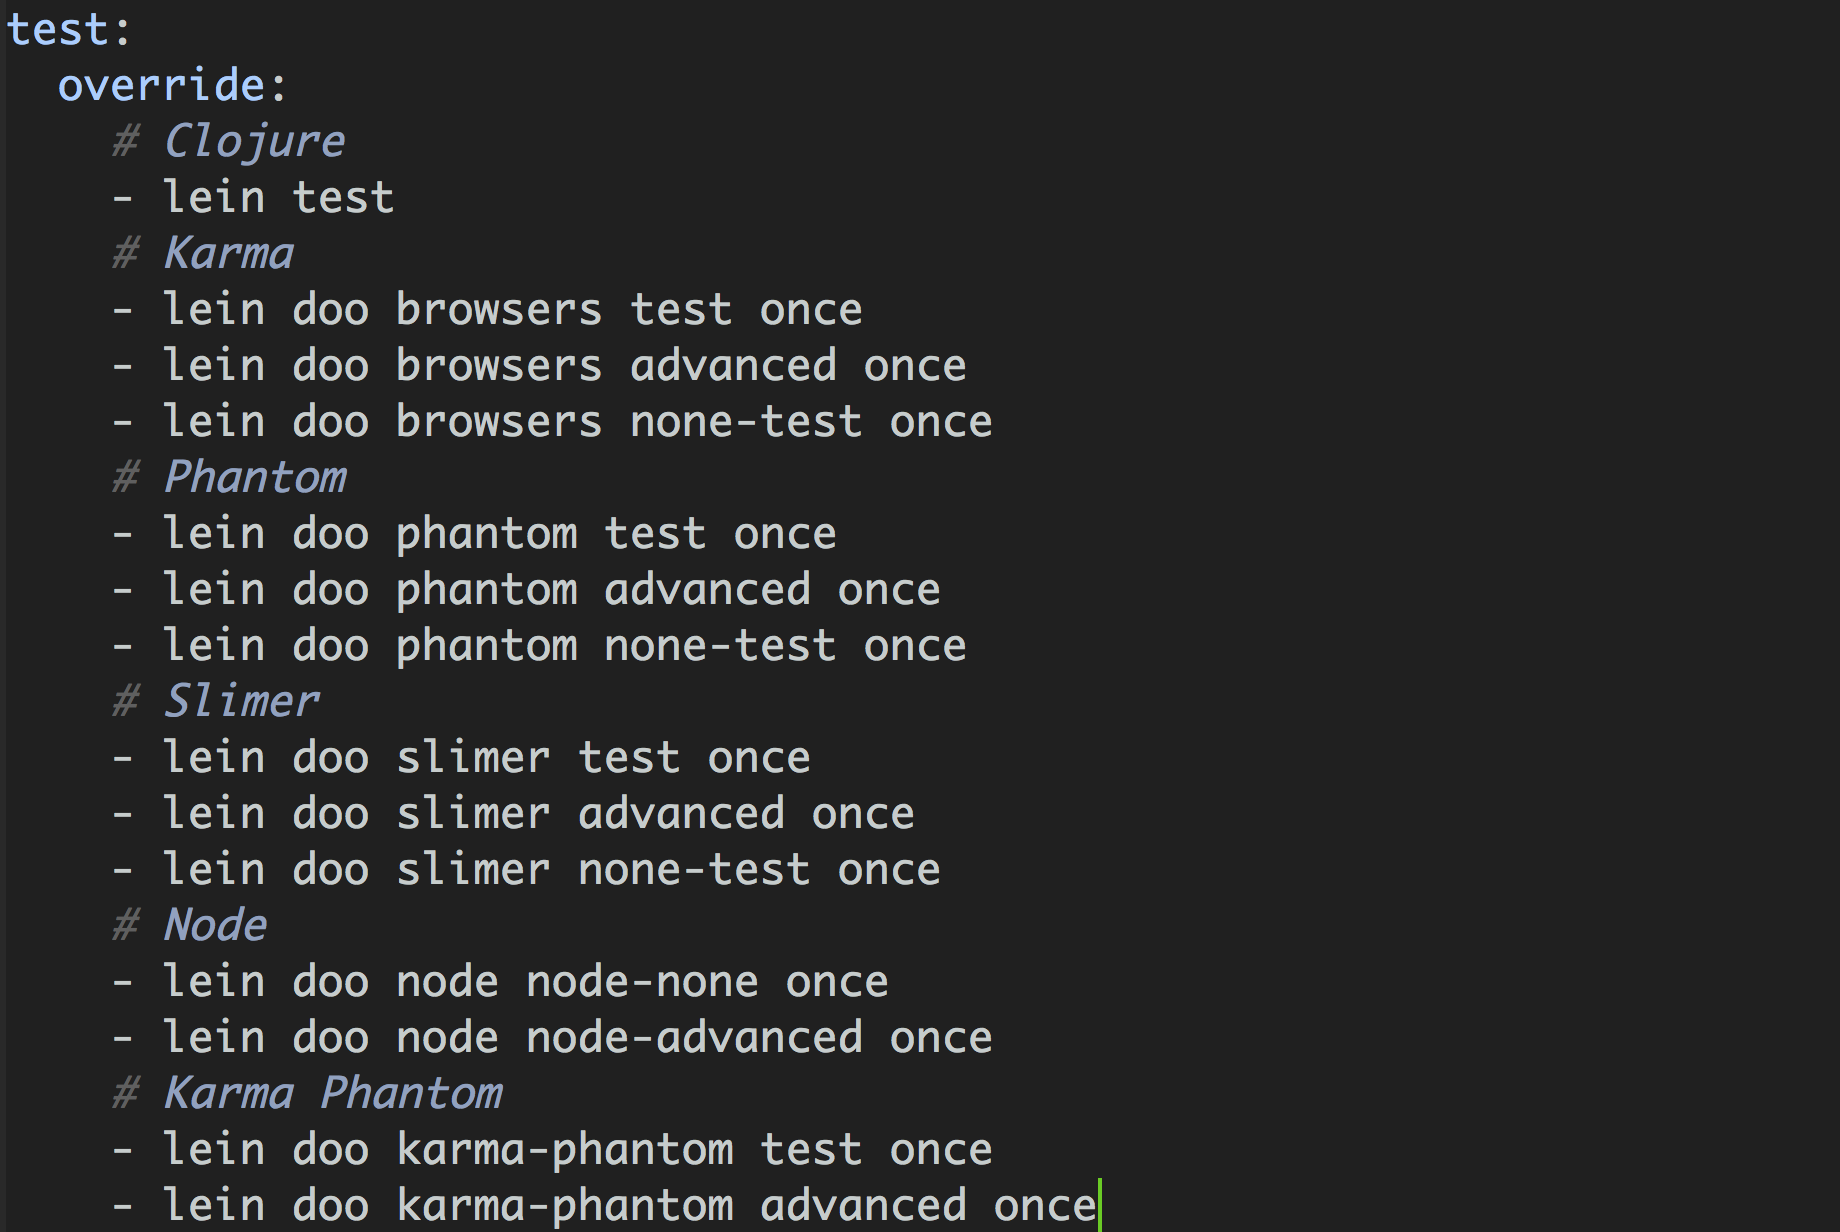 test:
  override:
    # Clojure
    - lein test
    # Karma
    - lein doo browsers test once
    - lein doo browsers advanced once
    - lein doo browsers none-test once
    # Phantom
    - lein doo phantom test once
    - lein doo phantom advanced once
    - lein doo phantom none-test once
    # Slimer
    - lein doo slimer test once
    - lein doo slimer advanced once
    - lein doo slimer none-test once
    # Node
    - lein doo node node-none once
    - lein doo node node-advanced once
    # Karma Phantom
    - lein doo karma-phantom test once
    - lein doo karma-phantom advanced once